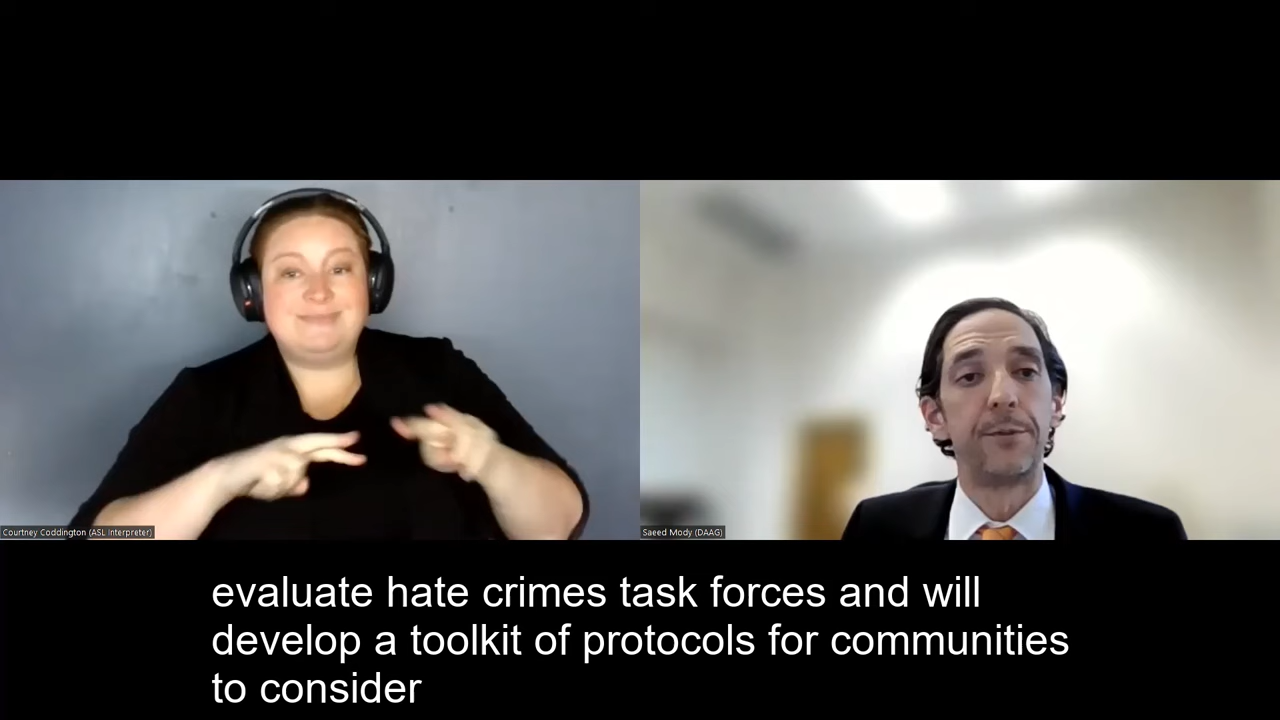 Courtney Coddington (ASL Interpreter)
Saeed Mody (DAAG)
evaluate hate crimes task forces and will
develop a toolkit of protocols for communities
to consider